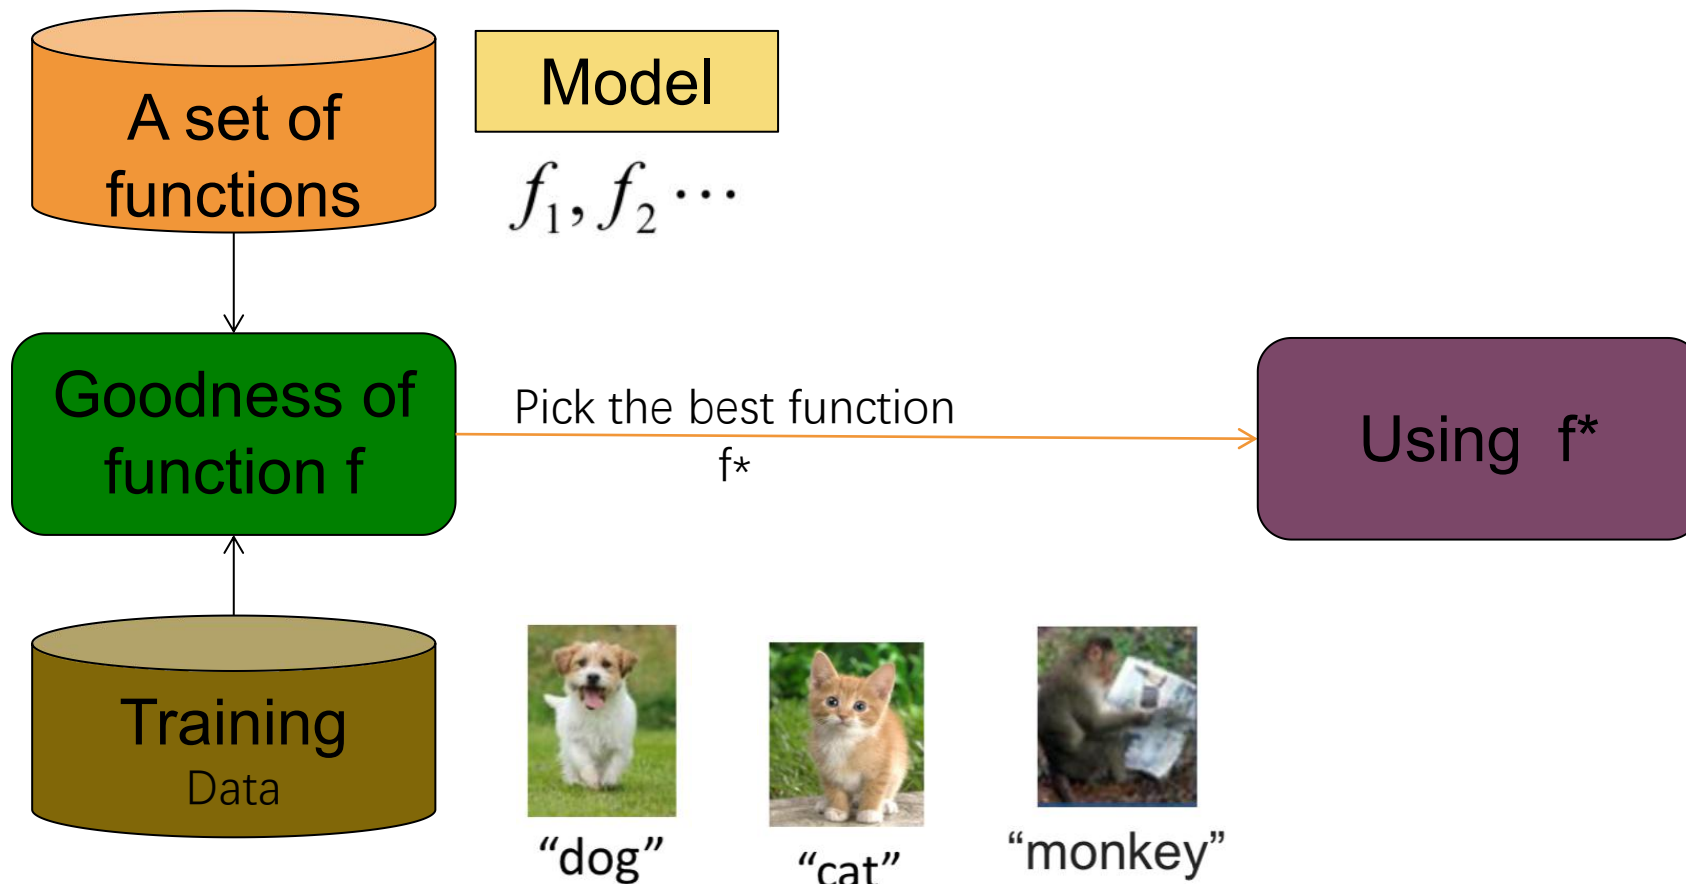 A set of
functions
Model
f₁, f₂ ⋯
Goodness of
function f
Pick the best function
f*
Using f*
Training
Data
“dog”
“cat”
“monkey”